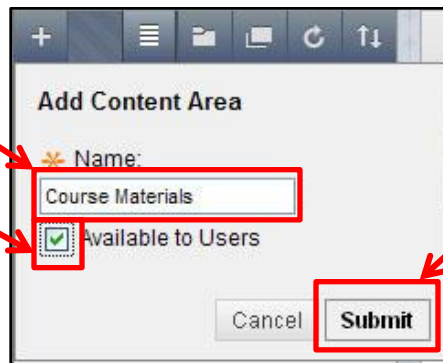 Add Content Area
Name:
Course Materials
Available to Users
Cancel Submit